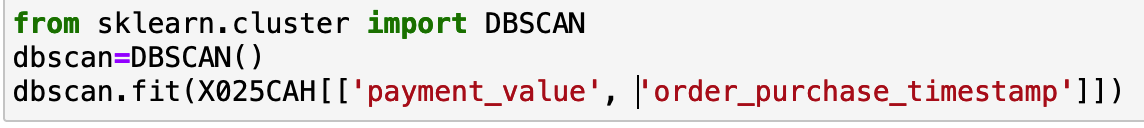 from sklearn.cluster import DBSCAN
dbscan=DBSCAN()
dbscan.fit(X025CAH[['payment_value', 'order_purchase_timestamp']])